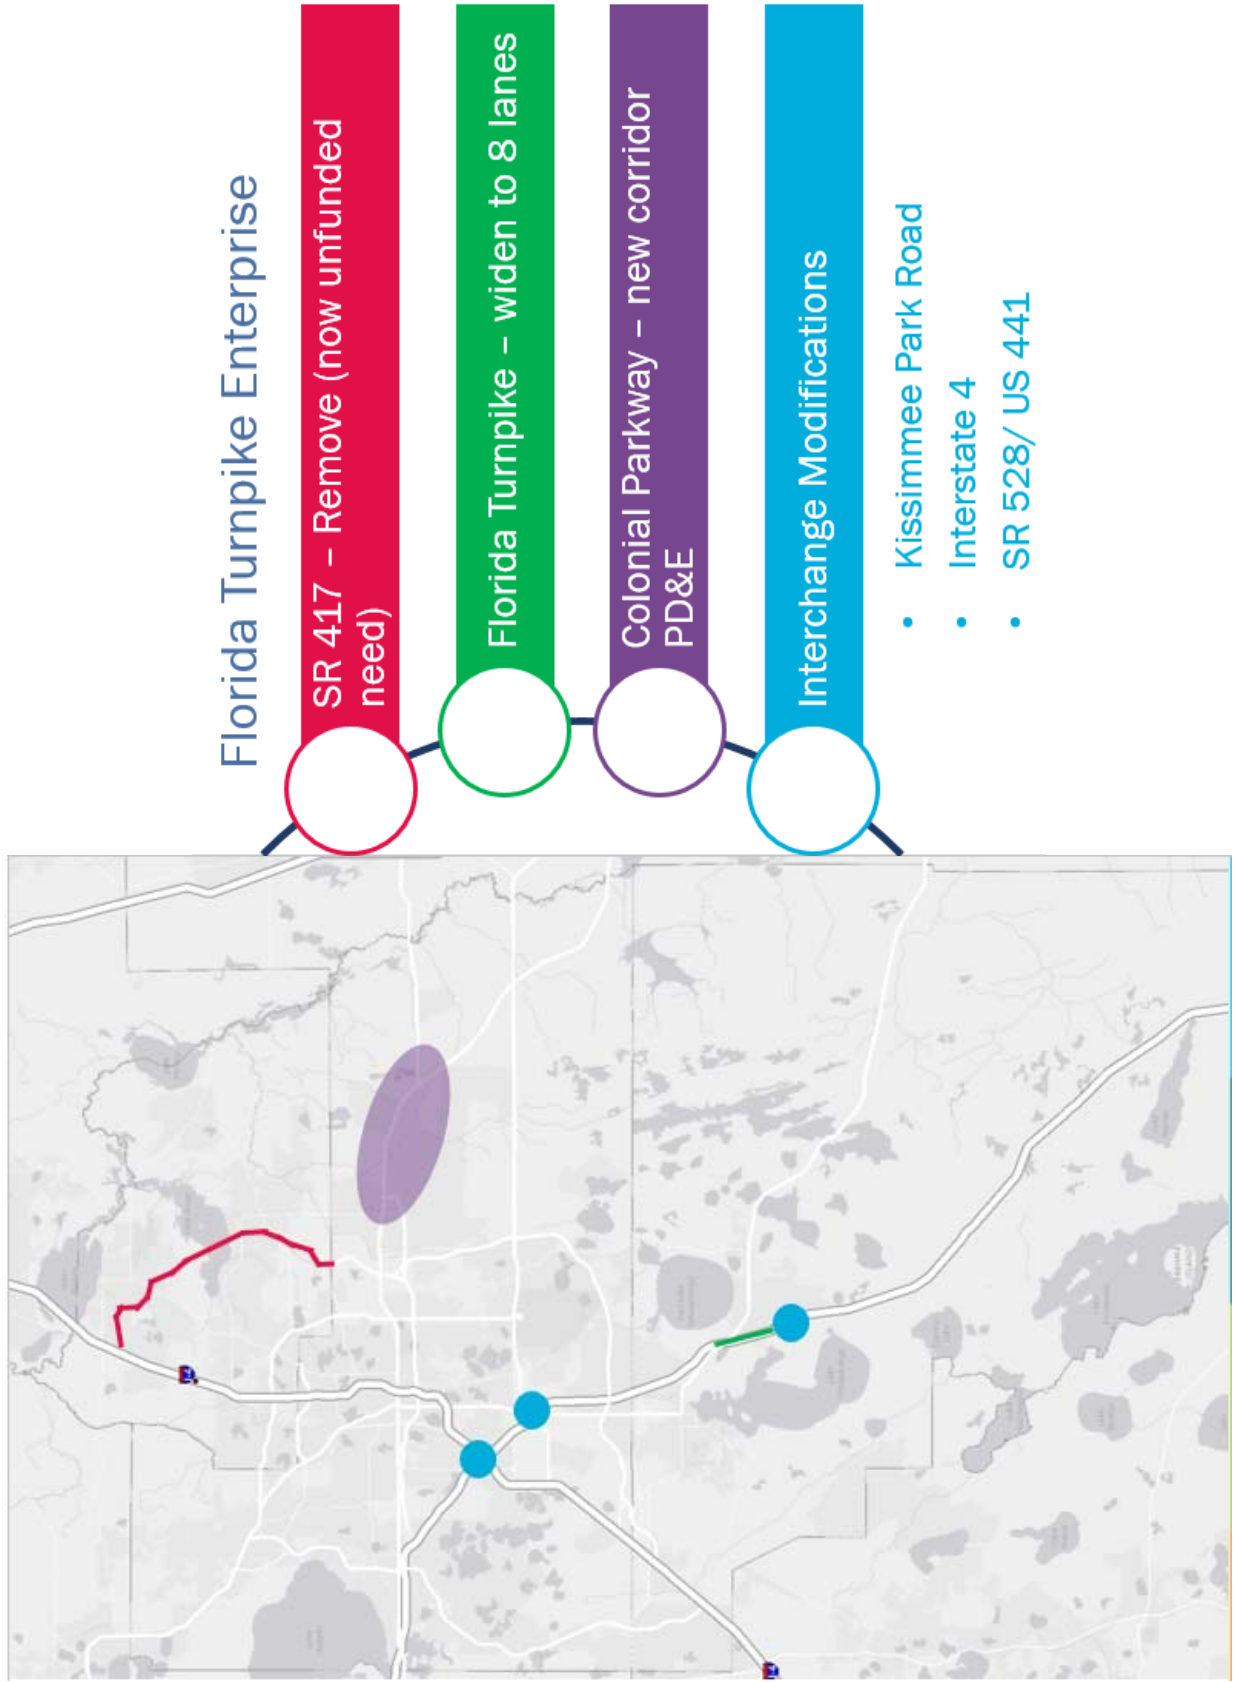 Florida Turnpike Enterprise
SR 417 – Remove (now unfunded
need)
Florida Turnpike – widen to 8 lanes
Colonial Parkway – new corridor
PD&E
Interchange Modifications
• Kissimmee Park Road
• Interstate 4
• SR 528/ US 441